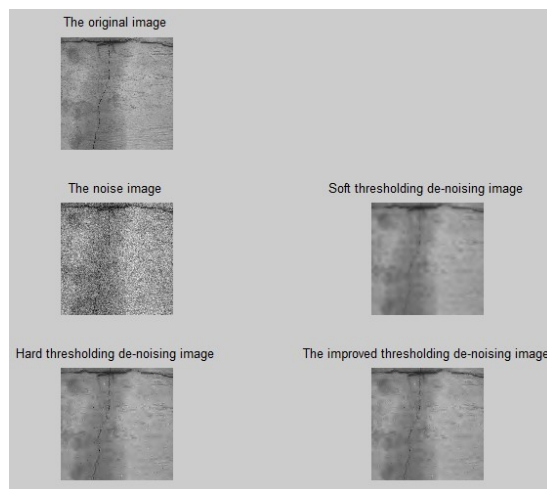 The original image
The noise image
Soft thresholding de-noising image
Hard thresholding de-noising image
The improved thresholding de-noising image